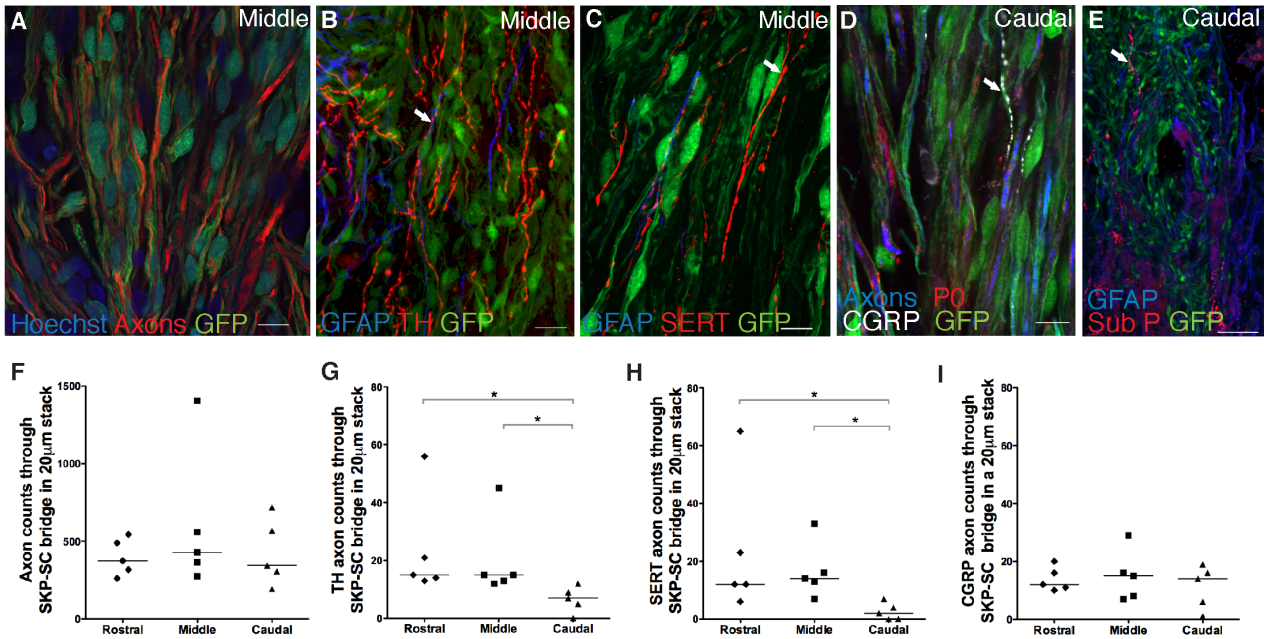 A Middle
B Middle
C Middle
D Caudal
E Caudal
Hoechst Axons GFP
GFAP TH GFP
GFAP SERT GFP
Axons P0
CGRP GFP
GFAP
Sub P GFP
F
Axon counts through
SKP-SC bridge in 20µm stack
1500
1000
500
0
Rostral Middle Caudal
G
TH axon counts through
SKP-SC bridge in 20µm stack
80
60
40
20
0
* 
*
Rostral Middle Caudal
H
SERT axon counts through
SKP-SC bridge in 20µm stack
80
60
40
20
0
*
*
Rostral Middle Caudal
I
CGRP axon counts through
SKP-SC bridge in a 20µm stack
80
60
40
20
0
Rostral Middle Caudal